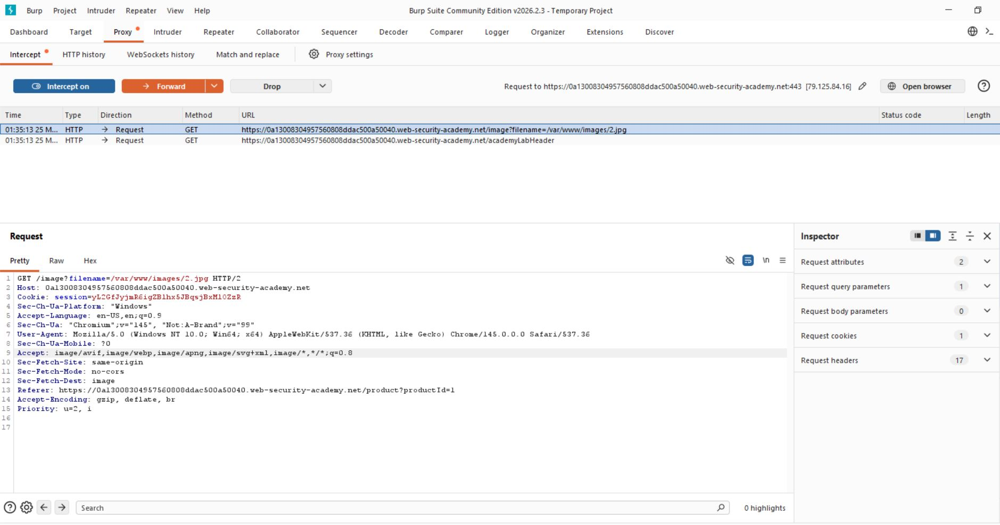 Burp Project Intruder Repeater View Help Burp Suite Community Edition v2026.2.3 - Temporary Project
Dashboard Target Proxy Intruder Repeater Collaborator Sequencer Decoder Comparer Logger Organizer Extensions Discover
Intercept HTTP history WebSockets history Match and replace Proxy settings
Intercept on Forward Drop Request to https://0a13008304957560808ddac500a50040.web-security-academy.net:443 [79.125.84.16] Open browser
Time Type Direction Method URL Status code Length
01:35:13 25 M... HTTP → Request GET https://0a13008304957560808ddac500a50040.web-security-academy.net/image?filename=/var/www/images/2.jpg
01:35:13 25 M... HTTP → Request GET https://0a13008304957560808ddac500a50040.web-security-academy.net/academyLabHeader
Request
Pretty Raw Hex \n
1 GET /image?filename=/var/www/images/2.jpg HTTP/2
2 Host: 0a13008304957560808ddac500a50040.web-security-academy.net
3 Cookie: session=yL2GfJyjmR6igZBlhx5JBqsjBxMl0ZzR
4 Sec-Ch-Ua-Platform: "Windows"
5 Accept-Language: en-US,en;q=0.9
6 Sec-Ch-Ua: "Chromium";v="145", "Not:A-Brand";v="99"
7 User-Agent: Mozilla/5.0 (Windows NT 10.0; Win64; x64) AppleWebKit/537.36 (KHTML, like Gecko) Chrome/145.0.0.0 Safari/537.36
8 Sec-Ch-Ua-Mobile: ?0
9 Accept: image/avif,image/webp,image/apng,image/svg+xml,image/*,*/*;q=0.8
10 Sec-Fetch-Site: same-origin
11 Sec-Fetch-Mode: no-cors
12 Sec-Fetch-Dest: image
13 Referer: https://0a13008304957560808ddac500a50040.web-security-academy.net/product?productId=1
14 Accept-Encoding: gzip, deflate, br
15 Priority: u=2, i
16
17
Inspector
Request attributes 2
Request query parameters 1
Request body parameters 0
Request cookies 1
Request headers 17
Search 0 highlights